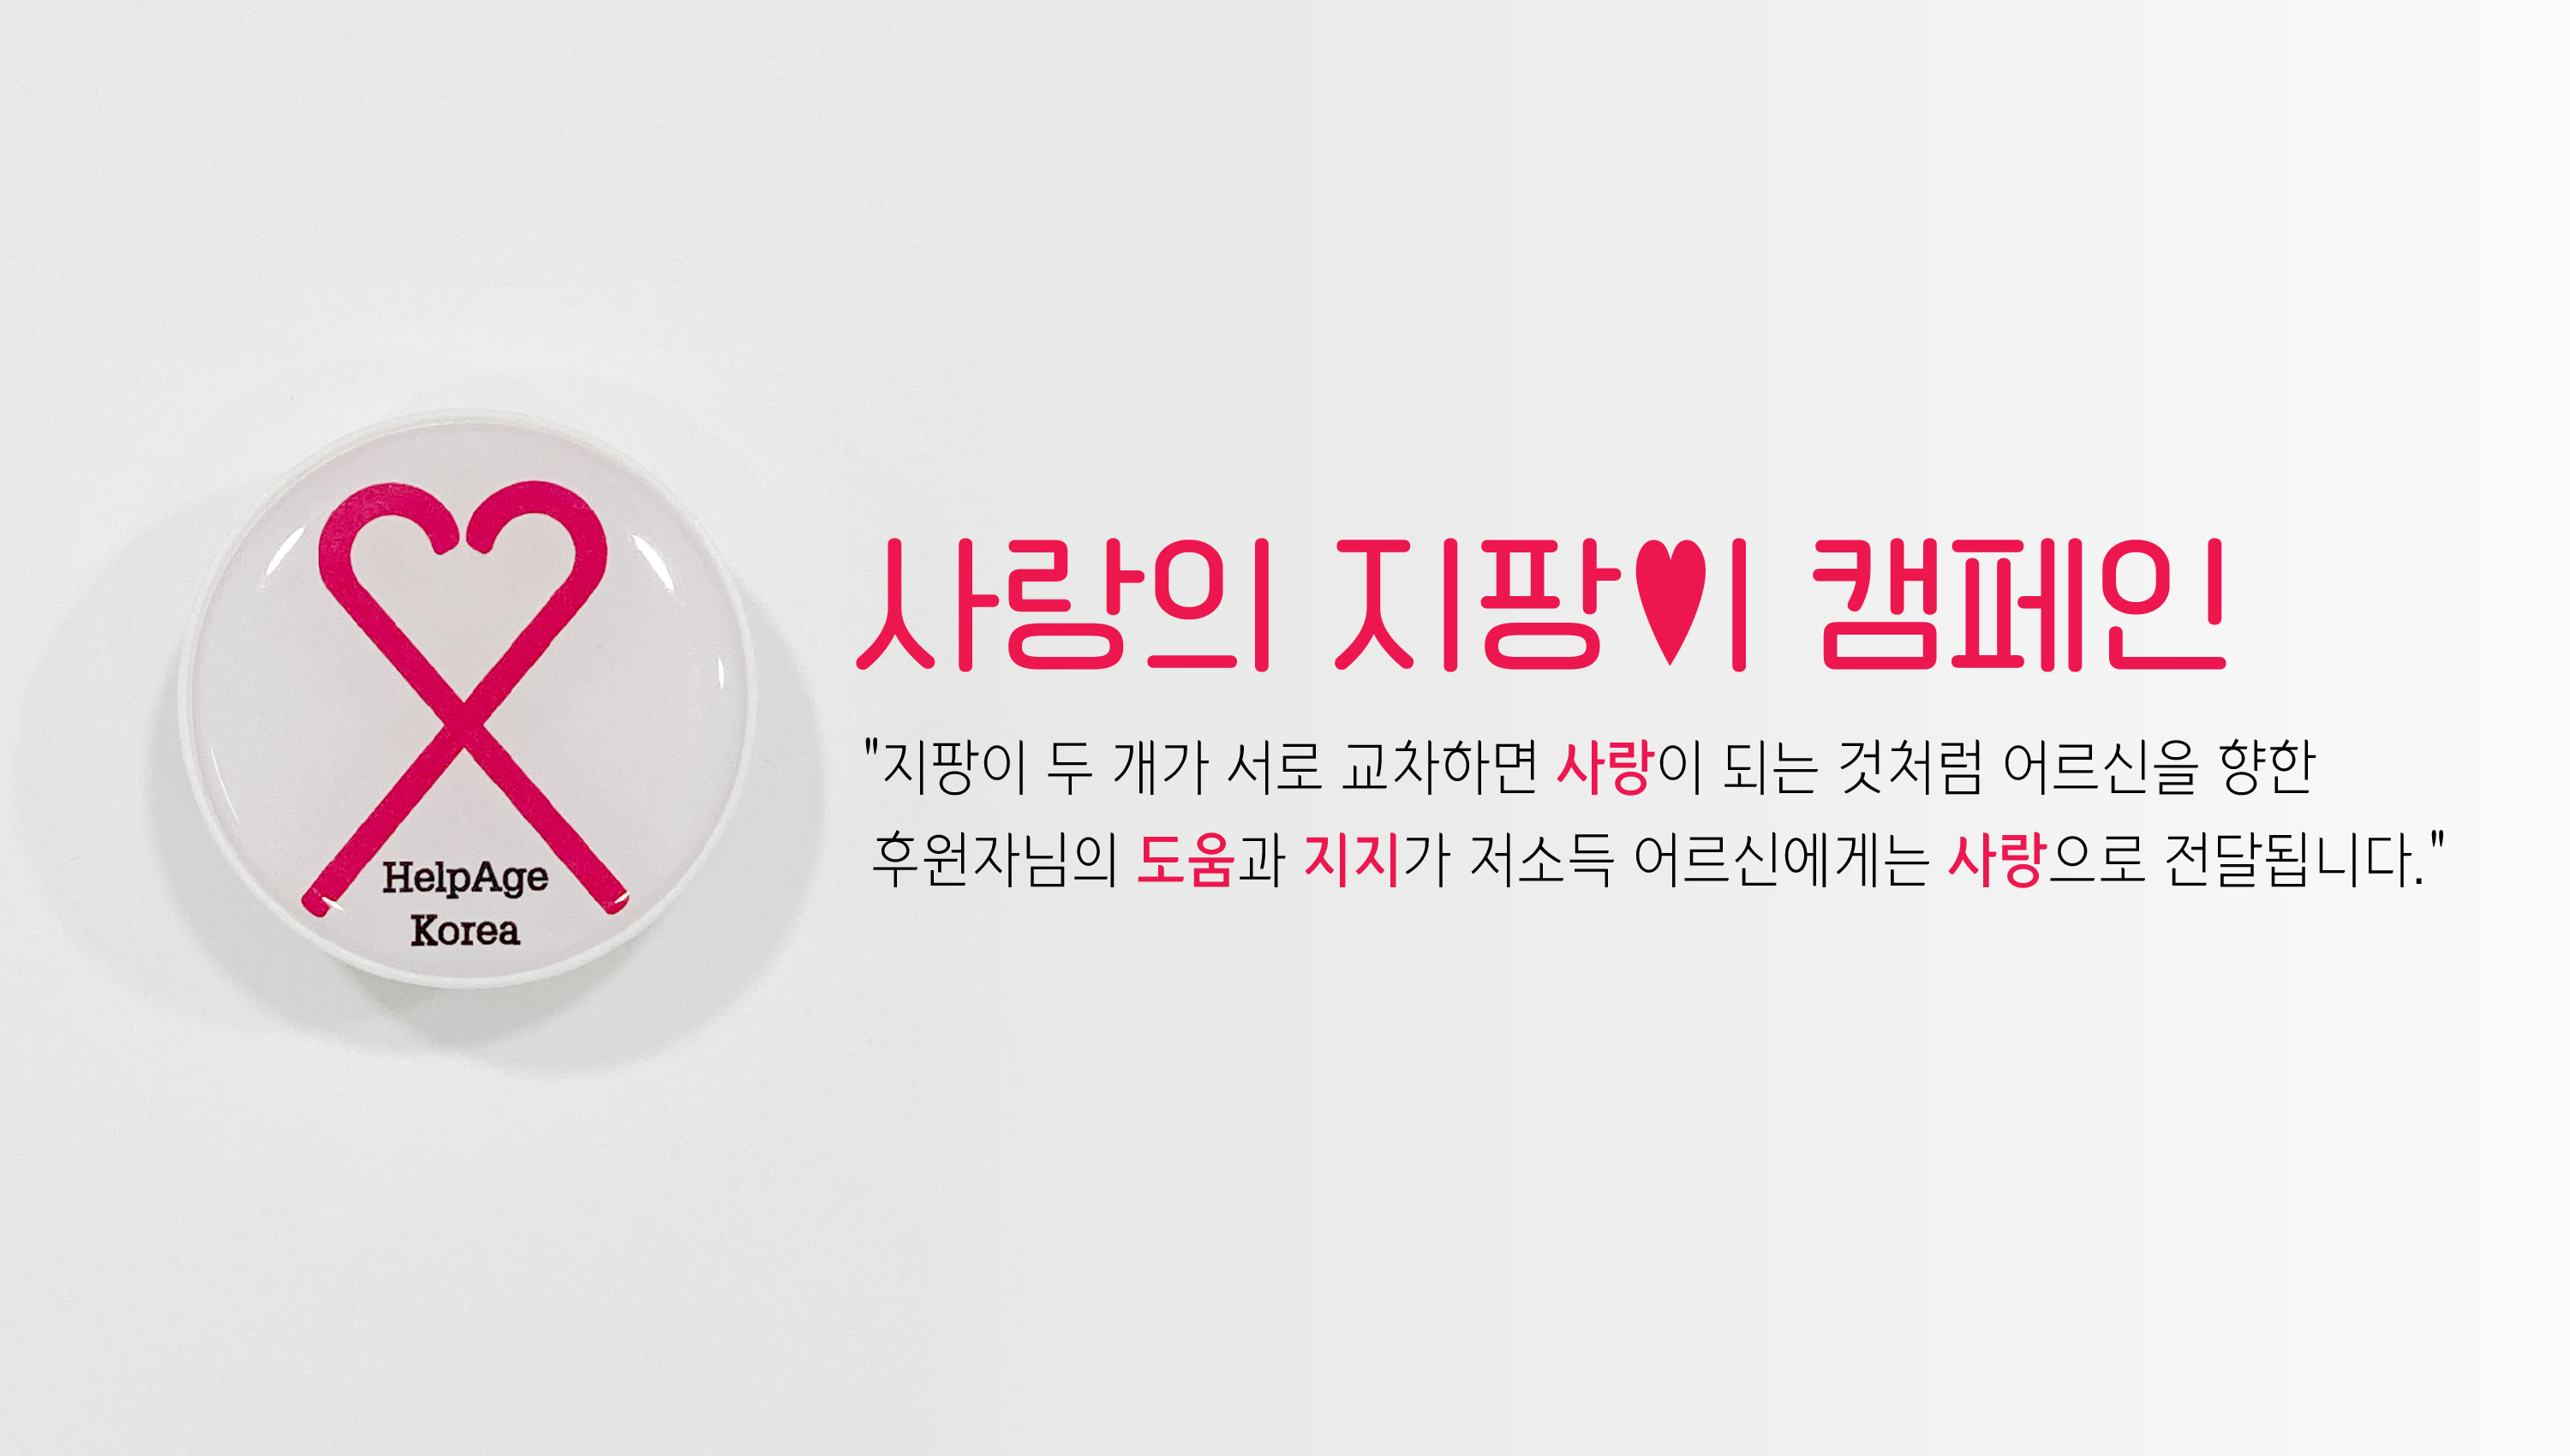 HelpAge
Korea
사랑의 지팡이 캠페인
"지팡이 두 개가 서로 교차하면 사랑이 되는 것처럼 어르신을 향한
후원자님의 도움과 지지가 저소득 어르신에게는 사랑으로 전달됩니다."